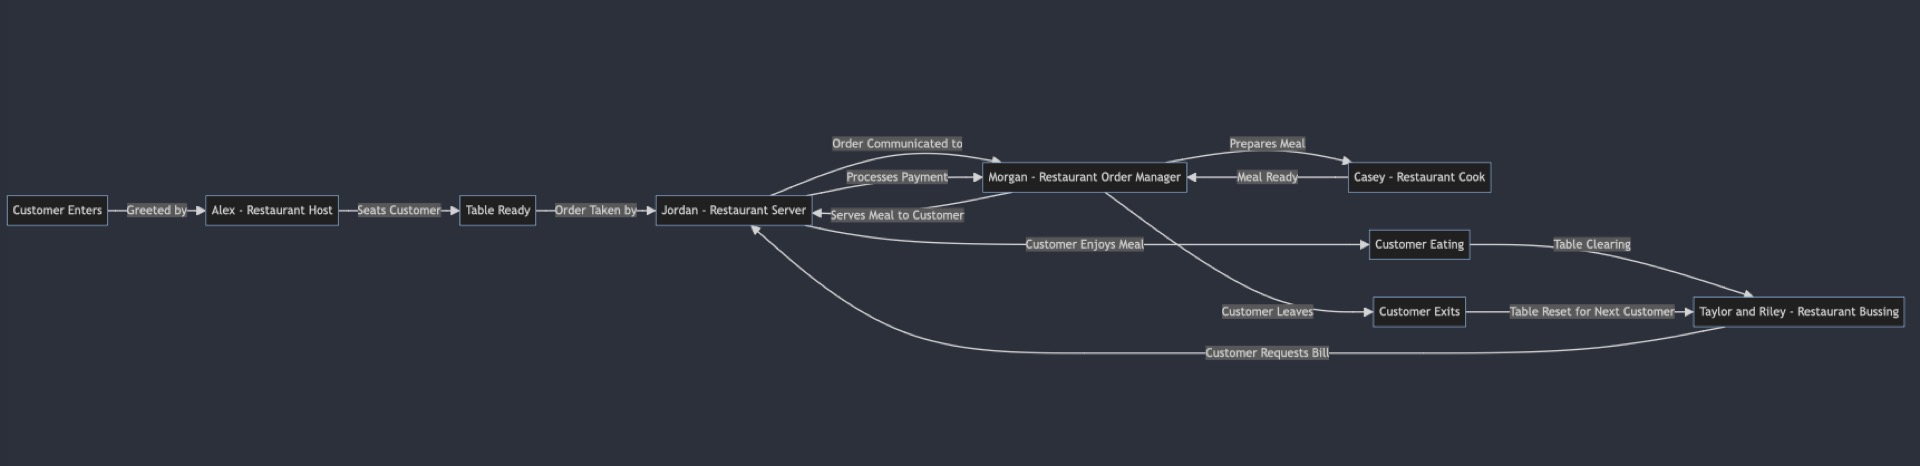 Customer Enters
Greeted by
Alex - Restaurant Host
Seats Customer
Table Ready
Order Taken by
Jordan - Restaurant Server
Order Communicated to
Processes Payment
Serves Meal to Customer
Morgan - Restaurant Order Manager
Prepares Meal
Meal Ready
Casey - Restaurant Cook
Customer Enjoys Meal
Customer Eating
Table Clearing
Customer Leaves
Customer Exits
Table Reset for Next Customer
Taylor and Riley - Restaurant Bussing
Customer Requests Bill